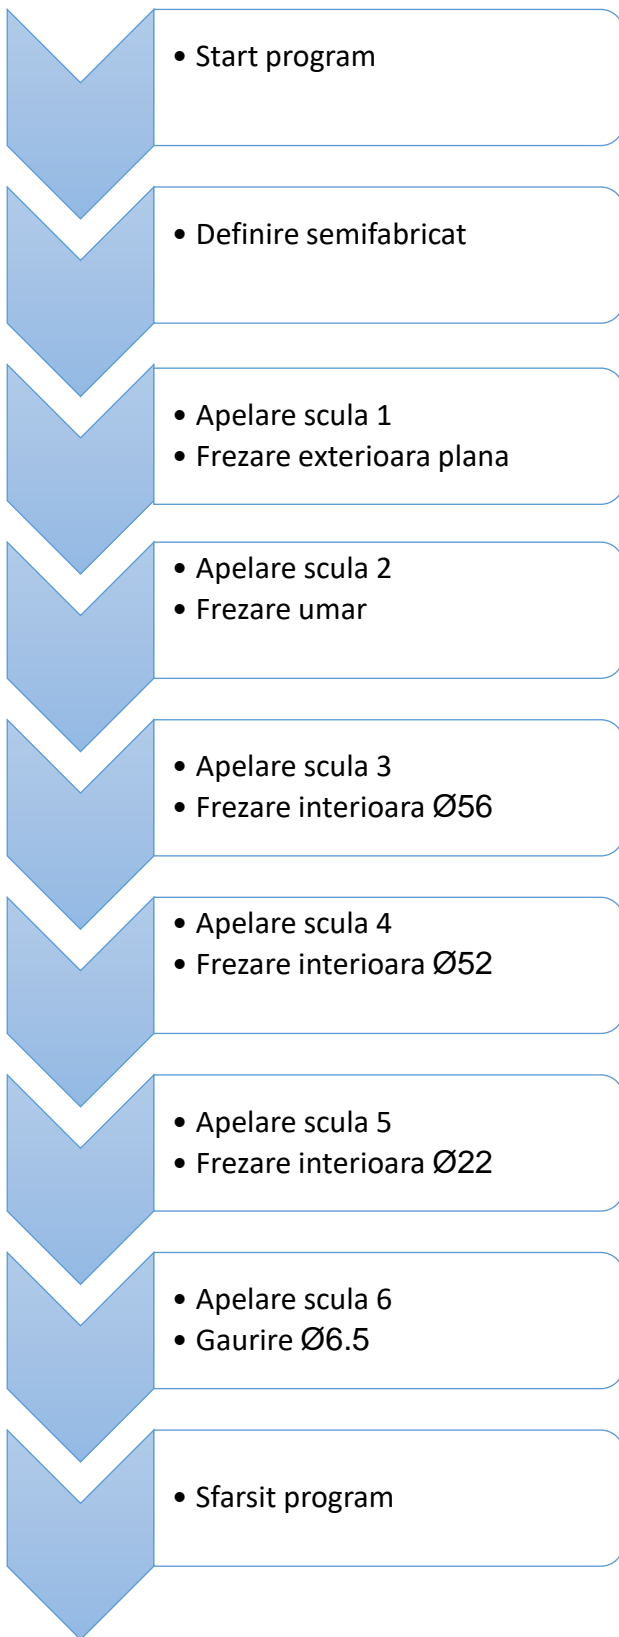 • Start program
• Definire semifabricat
• Apelare scula 1
• Frezare exterioara plana
• Apelare scula 2
• Frezare umar
• Apelare scula 3
• Frezare interioara Ø56
• Apelare scula 4
• Frezare interioara Ø52
• Apelare scula 5
• Frezare interioara Ø22
• Apelare scula 6
• Gaurire Ø6.5
• Sfarsit program